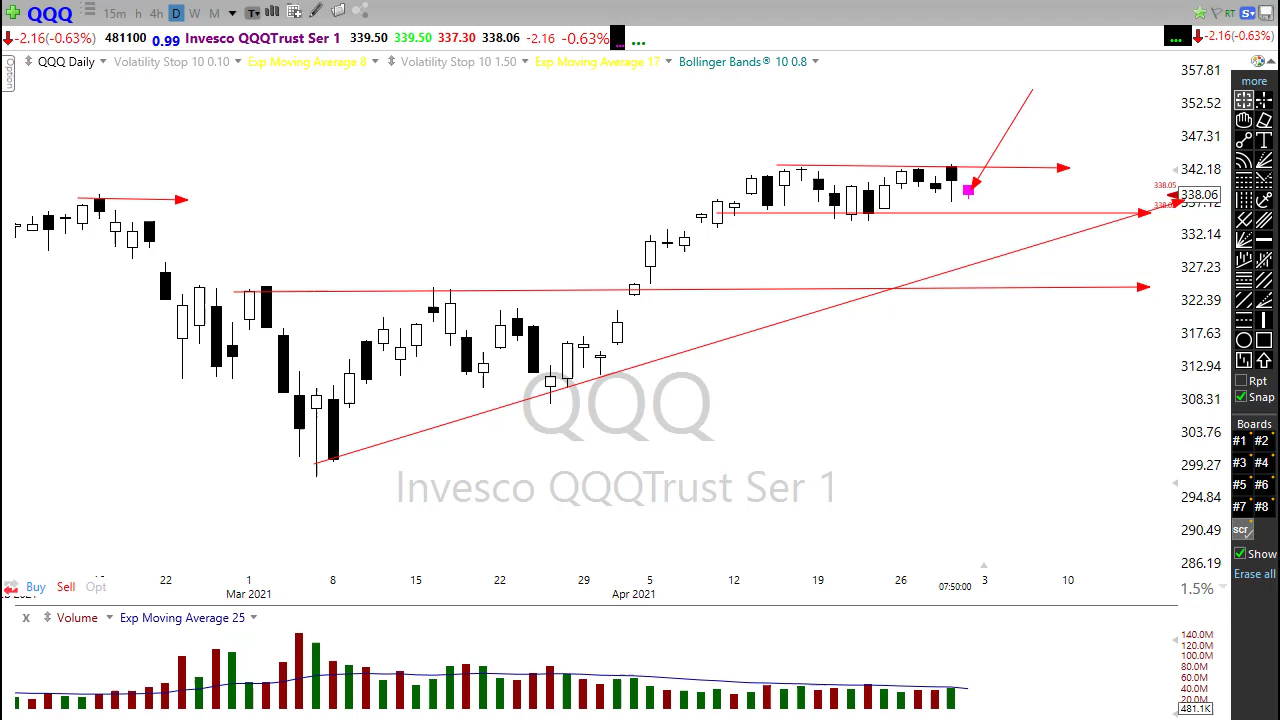 QQQ 15m h 4h D W M T RT S
-2.16(-0.63%) 481100 0.99 Invesco QQQTrust Ser 1 339.50 339.50 337.30 338.06 -2.16 -0.63% ... ... -2.16(-0.63%)
Option
QQQ Daily Volatility Stop 10 0.10 Exp Moving Average 8 Volatility Stop 10 1.50 Exp Moving Average 17 Bollinger Bands® 10 0.8
357.81
352.52
347.31
342.18
338.05
338.06
332.14
327.23
322.39
317.63
312.94
308.31
303.76
299.27
294.84
290.49
286.19
1.5%
QQQ
Invesco QQQTrust Ser 1
Buy Sell Opt
22 1 8 15 22 29 5 12 19 26 3 10
Mar 2021 Apr 2021 07:50:00
X Volume Exp Moving Average 25
140.0M
120.0M
100.0M
80.0M
60.0M
40.0M
481.1K
more
T
Rpt
Snap
Boards
#1 #2
#3 #4
#5 #6
#7 #8
scr
Show
Erase all